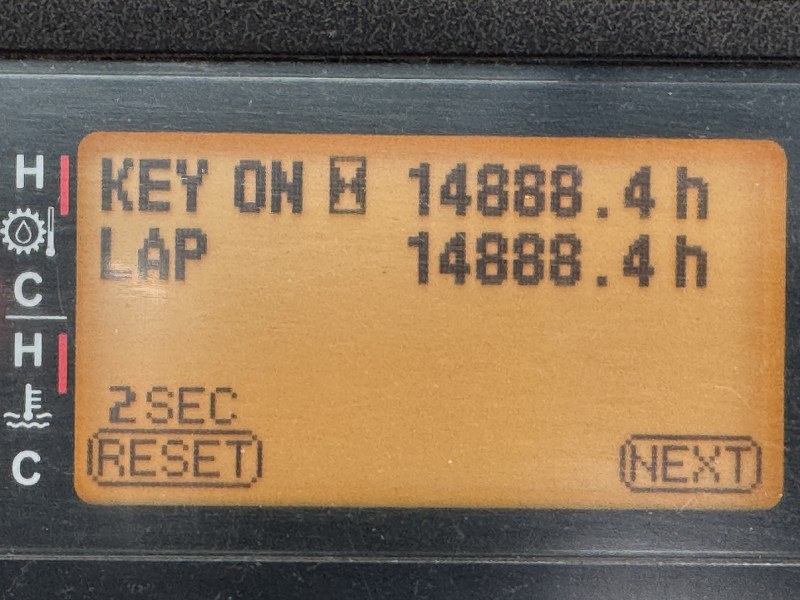 H
C
H
C
KEY ON 14888.4 h
LAP 14888.4 h
2 SEC
RESET NEXT